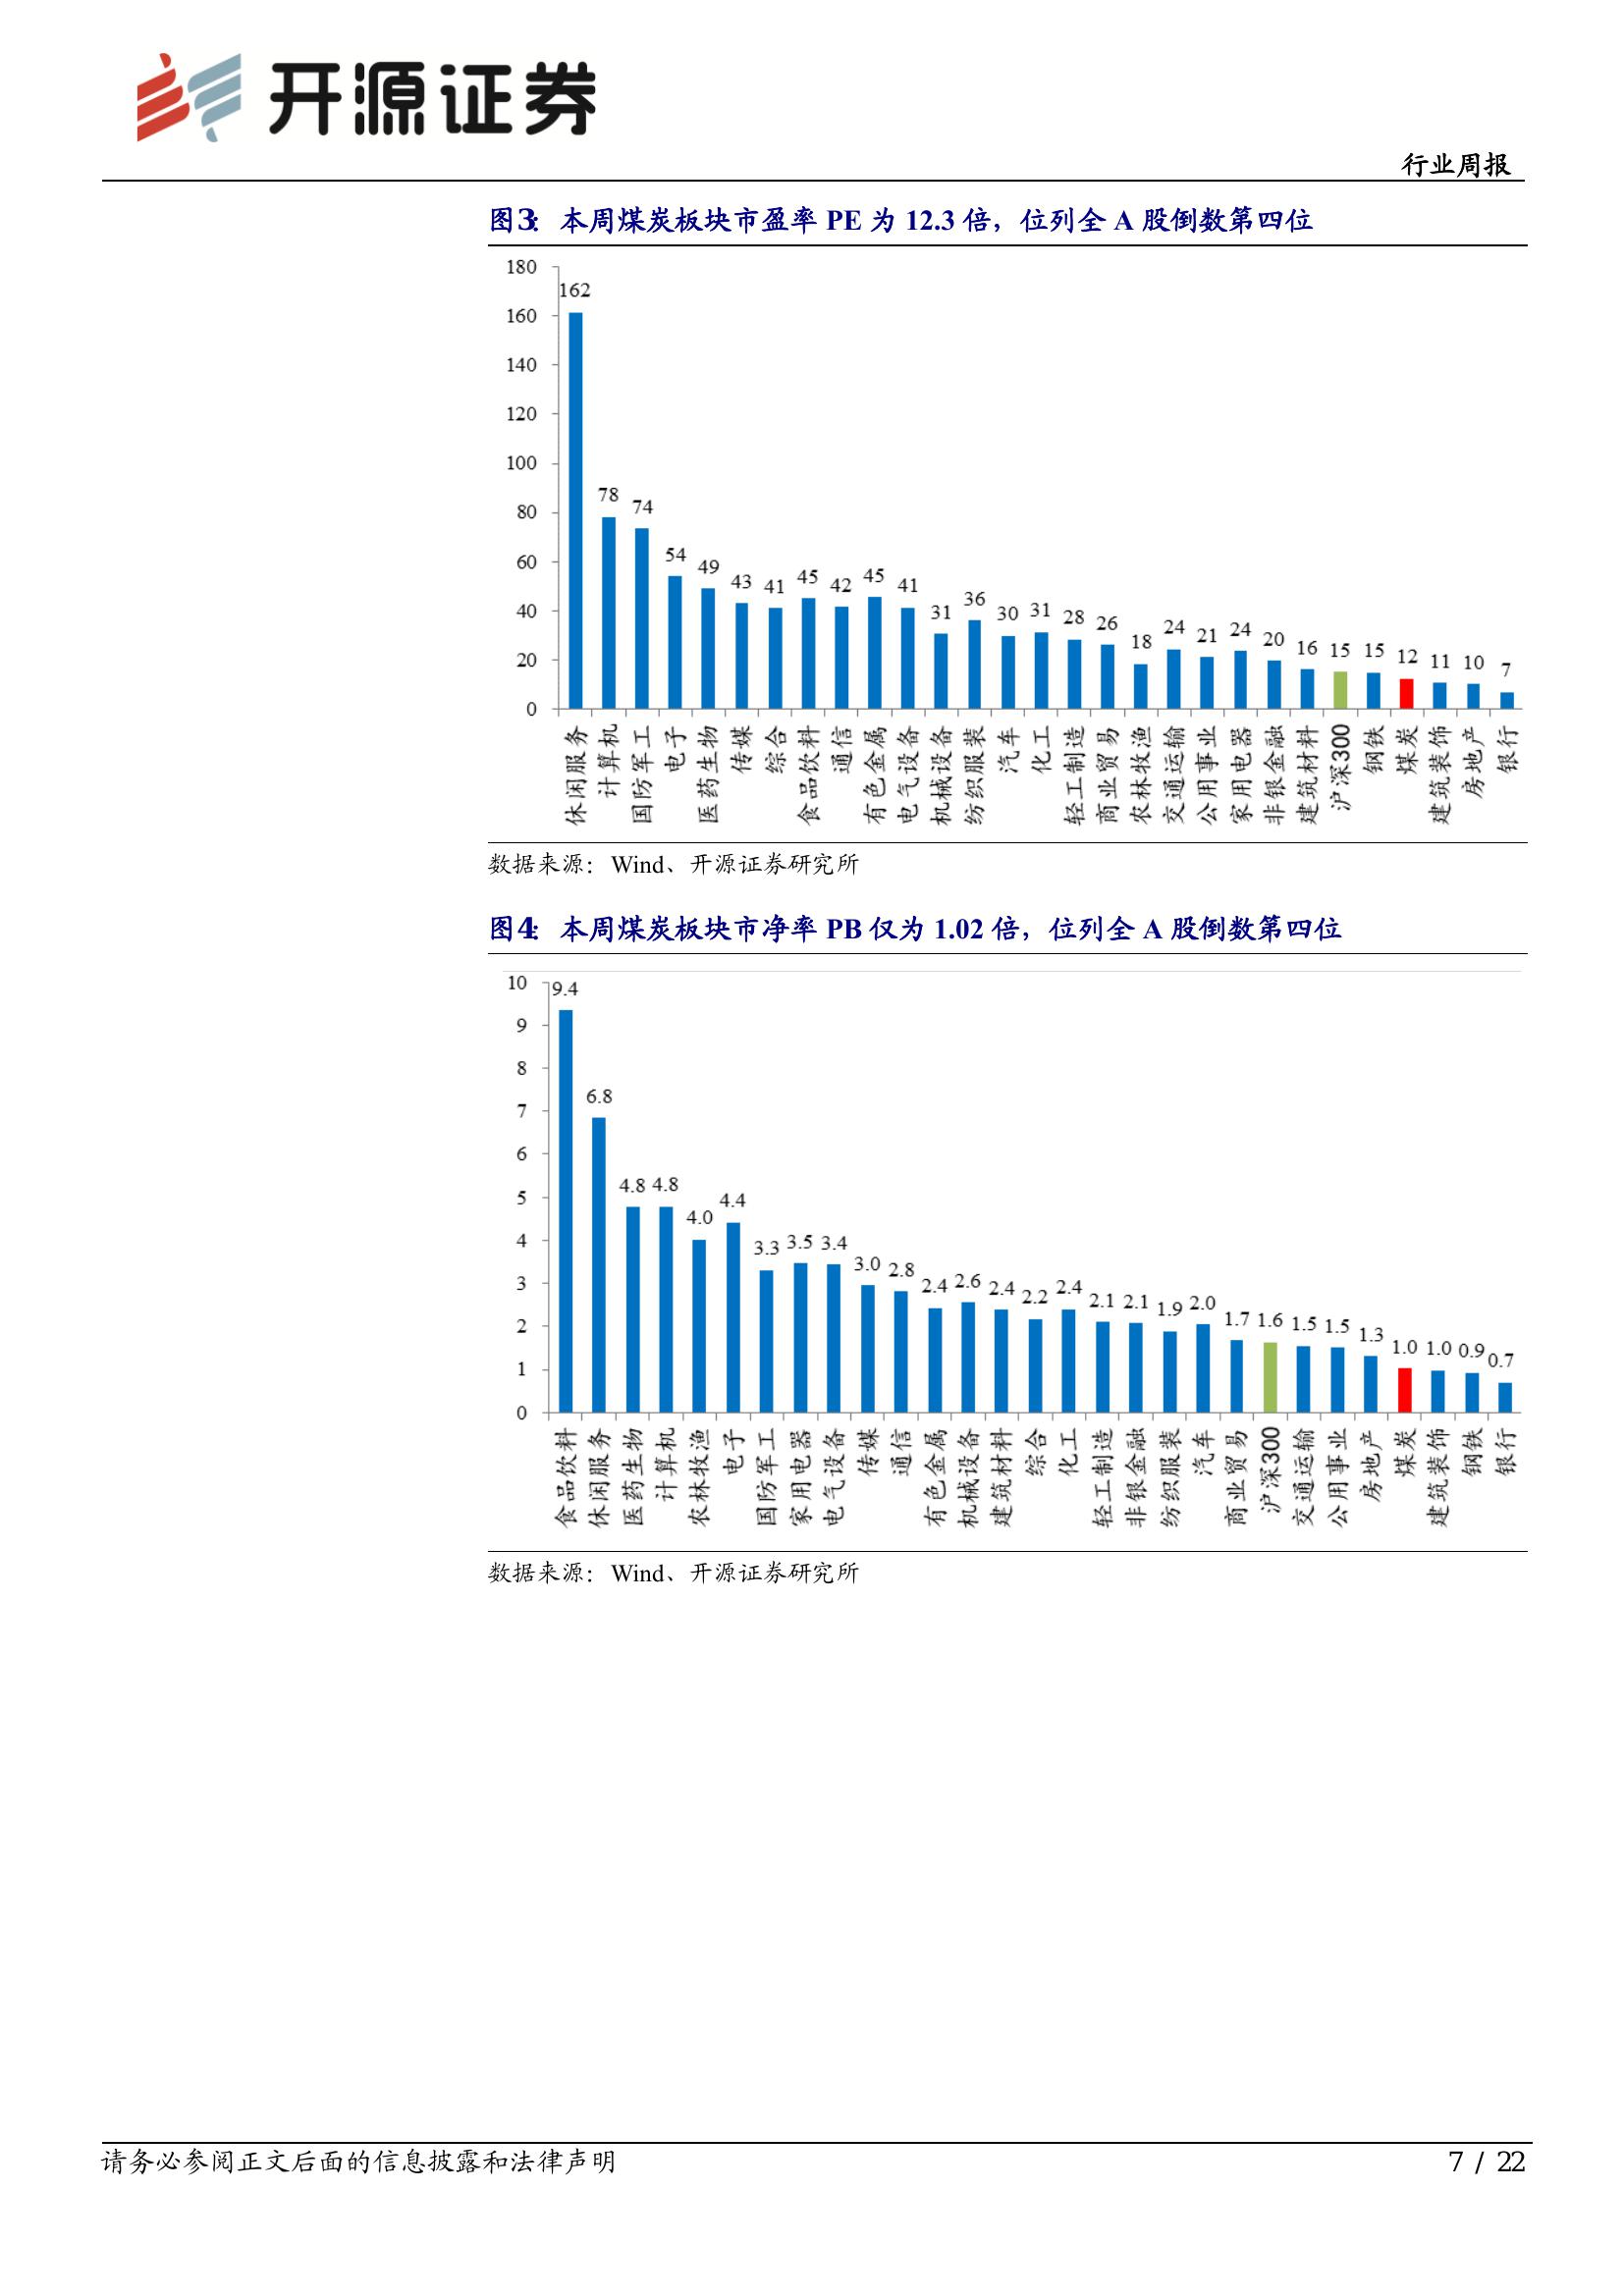 开源证券
行业周报
图3: 本周煤炭板块市盈率 PE 为 12.3 倍，位列全 A 股倒数第四位
180
160
140
120
100
80
60
40
20
0
162
78
74
54
49
43
41
45
42
45
41
31
36
30
31
28
26
18
24
21
24
20
16
15
15
12
11
10
7
休闲服务
计算机
国防军工
电子
医药生物
传媒
综合
食品饮料
通信
有色金属
电气设备
机械设备
纺织服装
汽车
化工
轻工制造
商业贸易
农林牧渔
交通运输
公用事业
家用电器
非银金融
建筑材料
沪深300
钢铁
煤炭
建筑装饰
房地产
银行
数据来源：Wind、开源证券研究所
图4: 本周煤炭板块市净率 PB 仅为 1.02 倍，位列全 A 股倒数第四位
10
9
8
7
6
5
4
3
2
1
0
9.4
6.8
4.8
4.8
4.0
4.4
3.3
3.5
3.4
3.0
2.8
2.4
2.6
2.4
2.2
2.4
2.1
2.1
1.9
2.0
1.7
1.6
1.5
1.5
1.3
1.0
1.0
0.9
0.7
食品饮料
休闲服务
医药生物
计算机
农林牧渔
电子
国防军工
家用电器
电气设备
传媒
通信
有色金属
机械设备
建筑材料
综合
化工
轻工制造
非银金融
纺织服装
汽车
商业贸易
沪深300
交通运输
公用事业
房地产
煤炭
建筑装饰
钢铁
银行
数据来源：Wind、开源证券研究所
请务必参阅正文后面的信息披露和法律声明
7 / 22